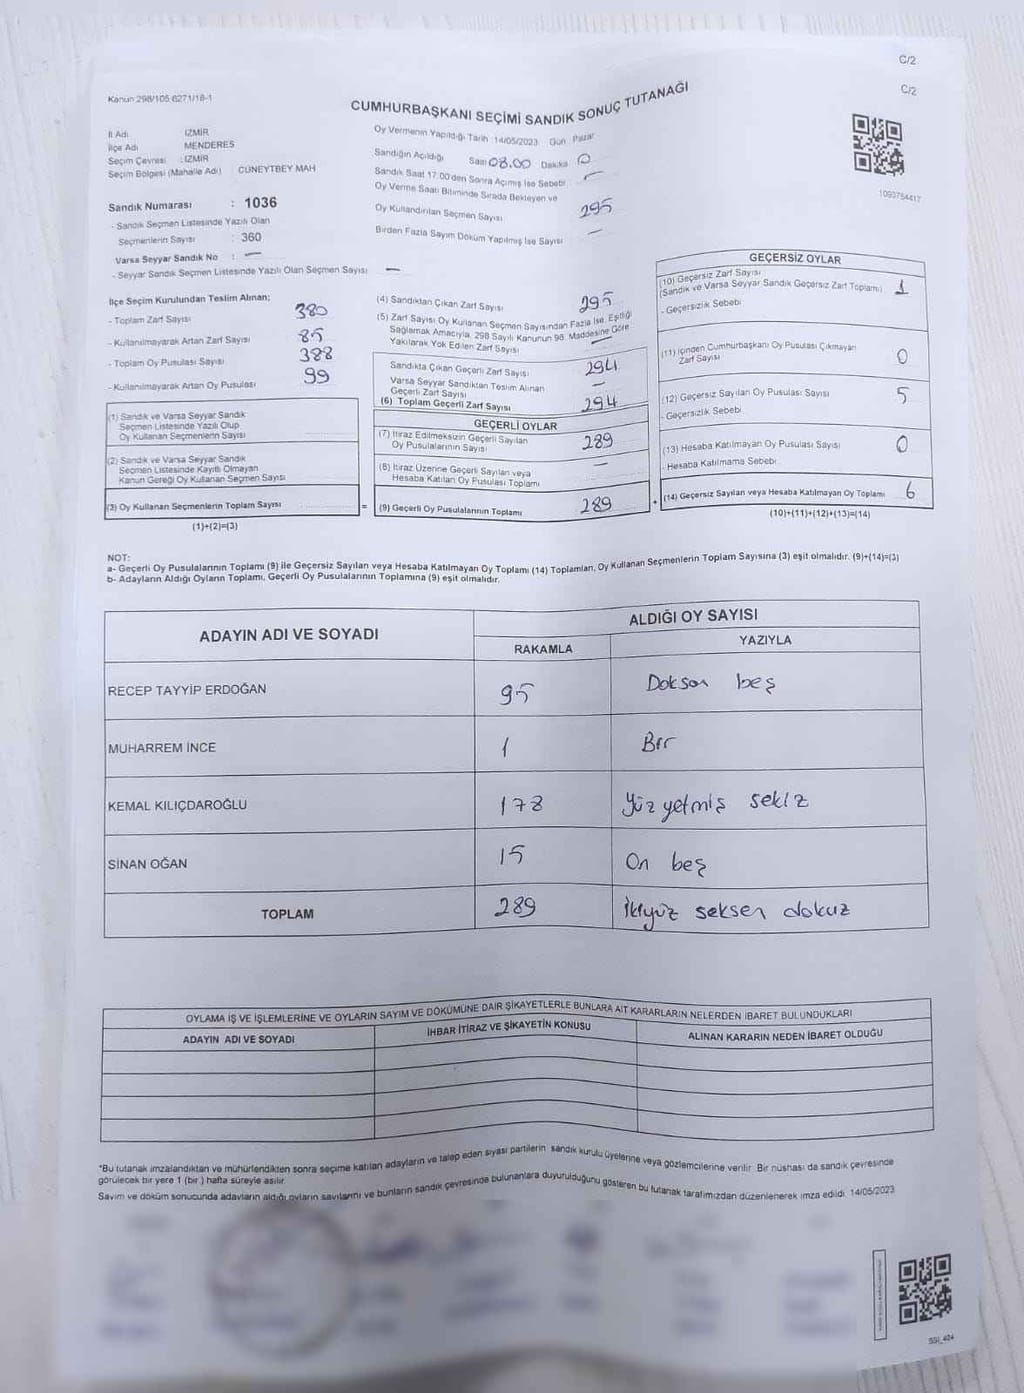 C/2
C/2
Kanun 298/105 6271/18-1
CUMHURBAŞKANI SEÇİMİ SANDIK SONUÇ TUTANAĞI
İl Adı İZMİR
İlçe Adı MENDERES
Seçim Çevresi : İZMİR
Seçim Bölgesi (Mahalle Adı) CÜNEYTBEY MAH
Sandık Numarası : 1036
- Sandık Seçmen Listesinde Yazılı Olan
Seçmenlerin Sayısı : 360
Varsa Seyyar Sandık No : —
- Seyyar Sandık Seçmen Listesinde Yazılı Olan Seçmen Sayısı —
Oy Vermenin Yapıldığı Tarih 14/05/2023 Gün Pazar
Sandığın Açıldığı Saat 08.00 Dakika 0
Sandık Saat 17.00'den Sonra Açılmış İse Sebebi —
Oy Verme Saati Bitiminde Sırada Bekleyen ve
Oy Kullandırılan Seçmen Sayısı 295
Birden Fazla Sayım Döküm Yapılmış İse Sayısı —
1093754417
İlçe Seçim Kurulundan Teslim Alınan;
- Toplam Zarf Sayısı 380
- Kullanılmayarak Artan Zarf Sayısı 85
- Toplam Oy Pusulası Sayısı 388
- Kullanılmayarak Artan Oy Pusulası 99
(1) Sandık ve Varsa Seyyar Sandık
Seçmen Listesinde Yazılı Olup
Oy Kullanan Seçmenlerin Sayısı
(2) Sandık ve Varsa Seyyar Sandık
Seçmen Listesinde Kayıtlı Olmayan
Kanun Gereği Oy Kullanan Seçmen Sayısı
(3) Oy Kullanan Seçmenlerin Toplam Sayısı
(1)+(2)=(3)
(4) Sandıktan Çıkan Zarf Sayısı 295
(5) Zarf Sayısı Oy Kullanan Seçmen Sayısından Fazla İse, Eşitliği
Sağlamak Amacıyla, 298 Sayılı Kanunun 98. Maddesine Göre
Yakılarak Yok Edilen Zarf Sayısı —
Sandıkta Çıkan Geçerli Zarf Sayısı 294
Varsa Seyyar Sandıktan Teslim Alınan
Geçerli Zarf Sayısı —
(6) Toplam Geçerli Zarf Sayısı 294
GEÇERLİ OYLAR
(7) İtiraz Edilmeksizin Geçerli Sayılan
Oy Pusulalarının Sayısı 289
(8) İtiraz Üzerine Geçerli Sayılan veya
Hesaba Katılan Oy Pusulası Toplamı —
= (9) Geçerli Oy Pusulalarının Toplamı 289
GEÇERSİZ OYLAR
(10) Geçersiz Zarf Sayısı
(Sandık ve Varsa Seyyar Sandık Geçersiz Zarf Toplamı) 1
- Geçersizlik Sebebi
(11) İçinden Cumhurbaşkanı Oy Pusulası Çıkmayan
Zarf Sayısı 0
(12) Geçersiz Sayılan Oy Pusulası Sayısı 5
- Geçersizlik Sebebi
(13) Hesaba Katılmayan Oy Pusulası Sayısı 0
- Hesaba Katılmama Sebebi
+ (14) Geçersiz Sayılan veya Hesaba Katılmayan Oy Toplamı 6
(10)+(11)+(12)+(13)=(14)
NOT:
a- Geçerli Oy Pusulalarının Toplamı (9) ile Geçersiz Sayılan veya Hesaba Katılmayan Oy Toplamı (14) Toplamları, Oy Kullanan Seçmenlerin Toplam Sayısına (3) eşit olmalıdır. (9)+(14)=(3)
b- Adayların Aldığı Oyların Toplamı, Geçerli Oy Pusulalarının Toplamına (9) eşit olmalıdır.
ADAYIN ADI VE SOYADI
ALDIĞI OY SAYISI
RAKAMLA YAZIYLA
RECEP TAYYİP ERDOĞAN 95 Doksan beş
MUHARREM İNCE 1 Bir
KEMAL KILIÇDAROĞLU 178 Yüz yetmiş sekiz
SİNAN OĞAN 15 On beş
TOPLAM 289 İkiyüz seksen dokuz
OYLAMA İŞ VE İŞLEMLERİNE VE OYLARIN SAYIM VE DÖKÜMÜNE DAİR ŞİKAYETLERLE BUNLARA AİT KARARLARIN NELERDEN İBARET BULUNDUKLARI
ADAYIN ADI VE SOYADI İHBAR İTİRAZ VE ŞİKAYETİN KONUSU ALINAN KARARIN NEDEN İBARET OLDUĞU
*Bu tutanak imzalandıktan ve mühürlendikten sonra seçime katılan adayların ve talep eden siyasi partilerin sandık kurulu üyelerine veya gözlemcilerine verilir. Bir nüshası da sandık çevresinde
görülecek bir yere 1 (bir) hafta süreyle asılır.
Sayım ve döküm sonucunda adayların aldığı oyların sayılarını ve bunların sandık çevresinde bulunanlara duyurulduğunu gösteren bu tutanak tarafımızdan düzenlenerek imza edildi. 14/05/2023
SSI_404